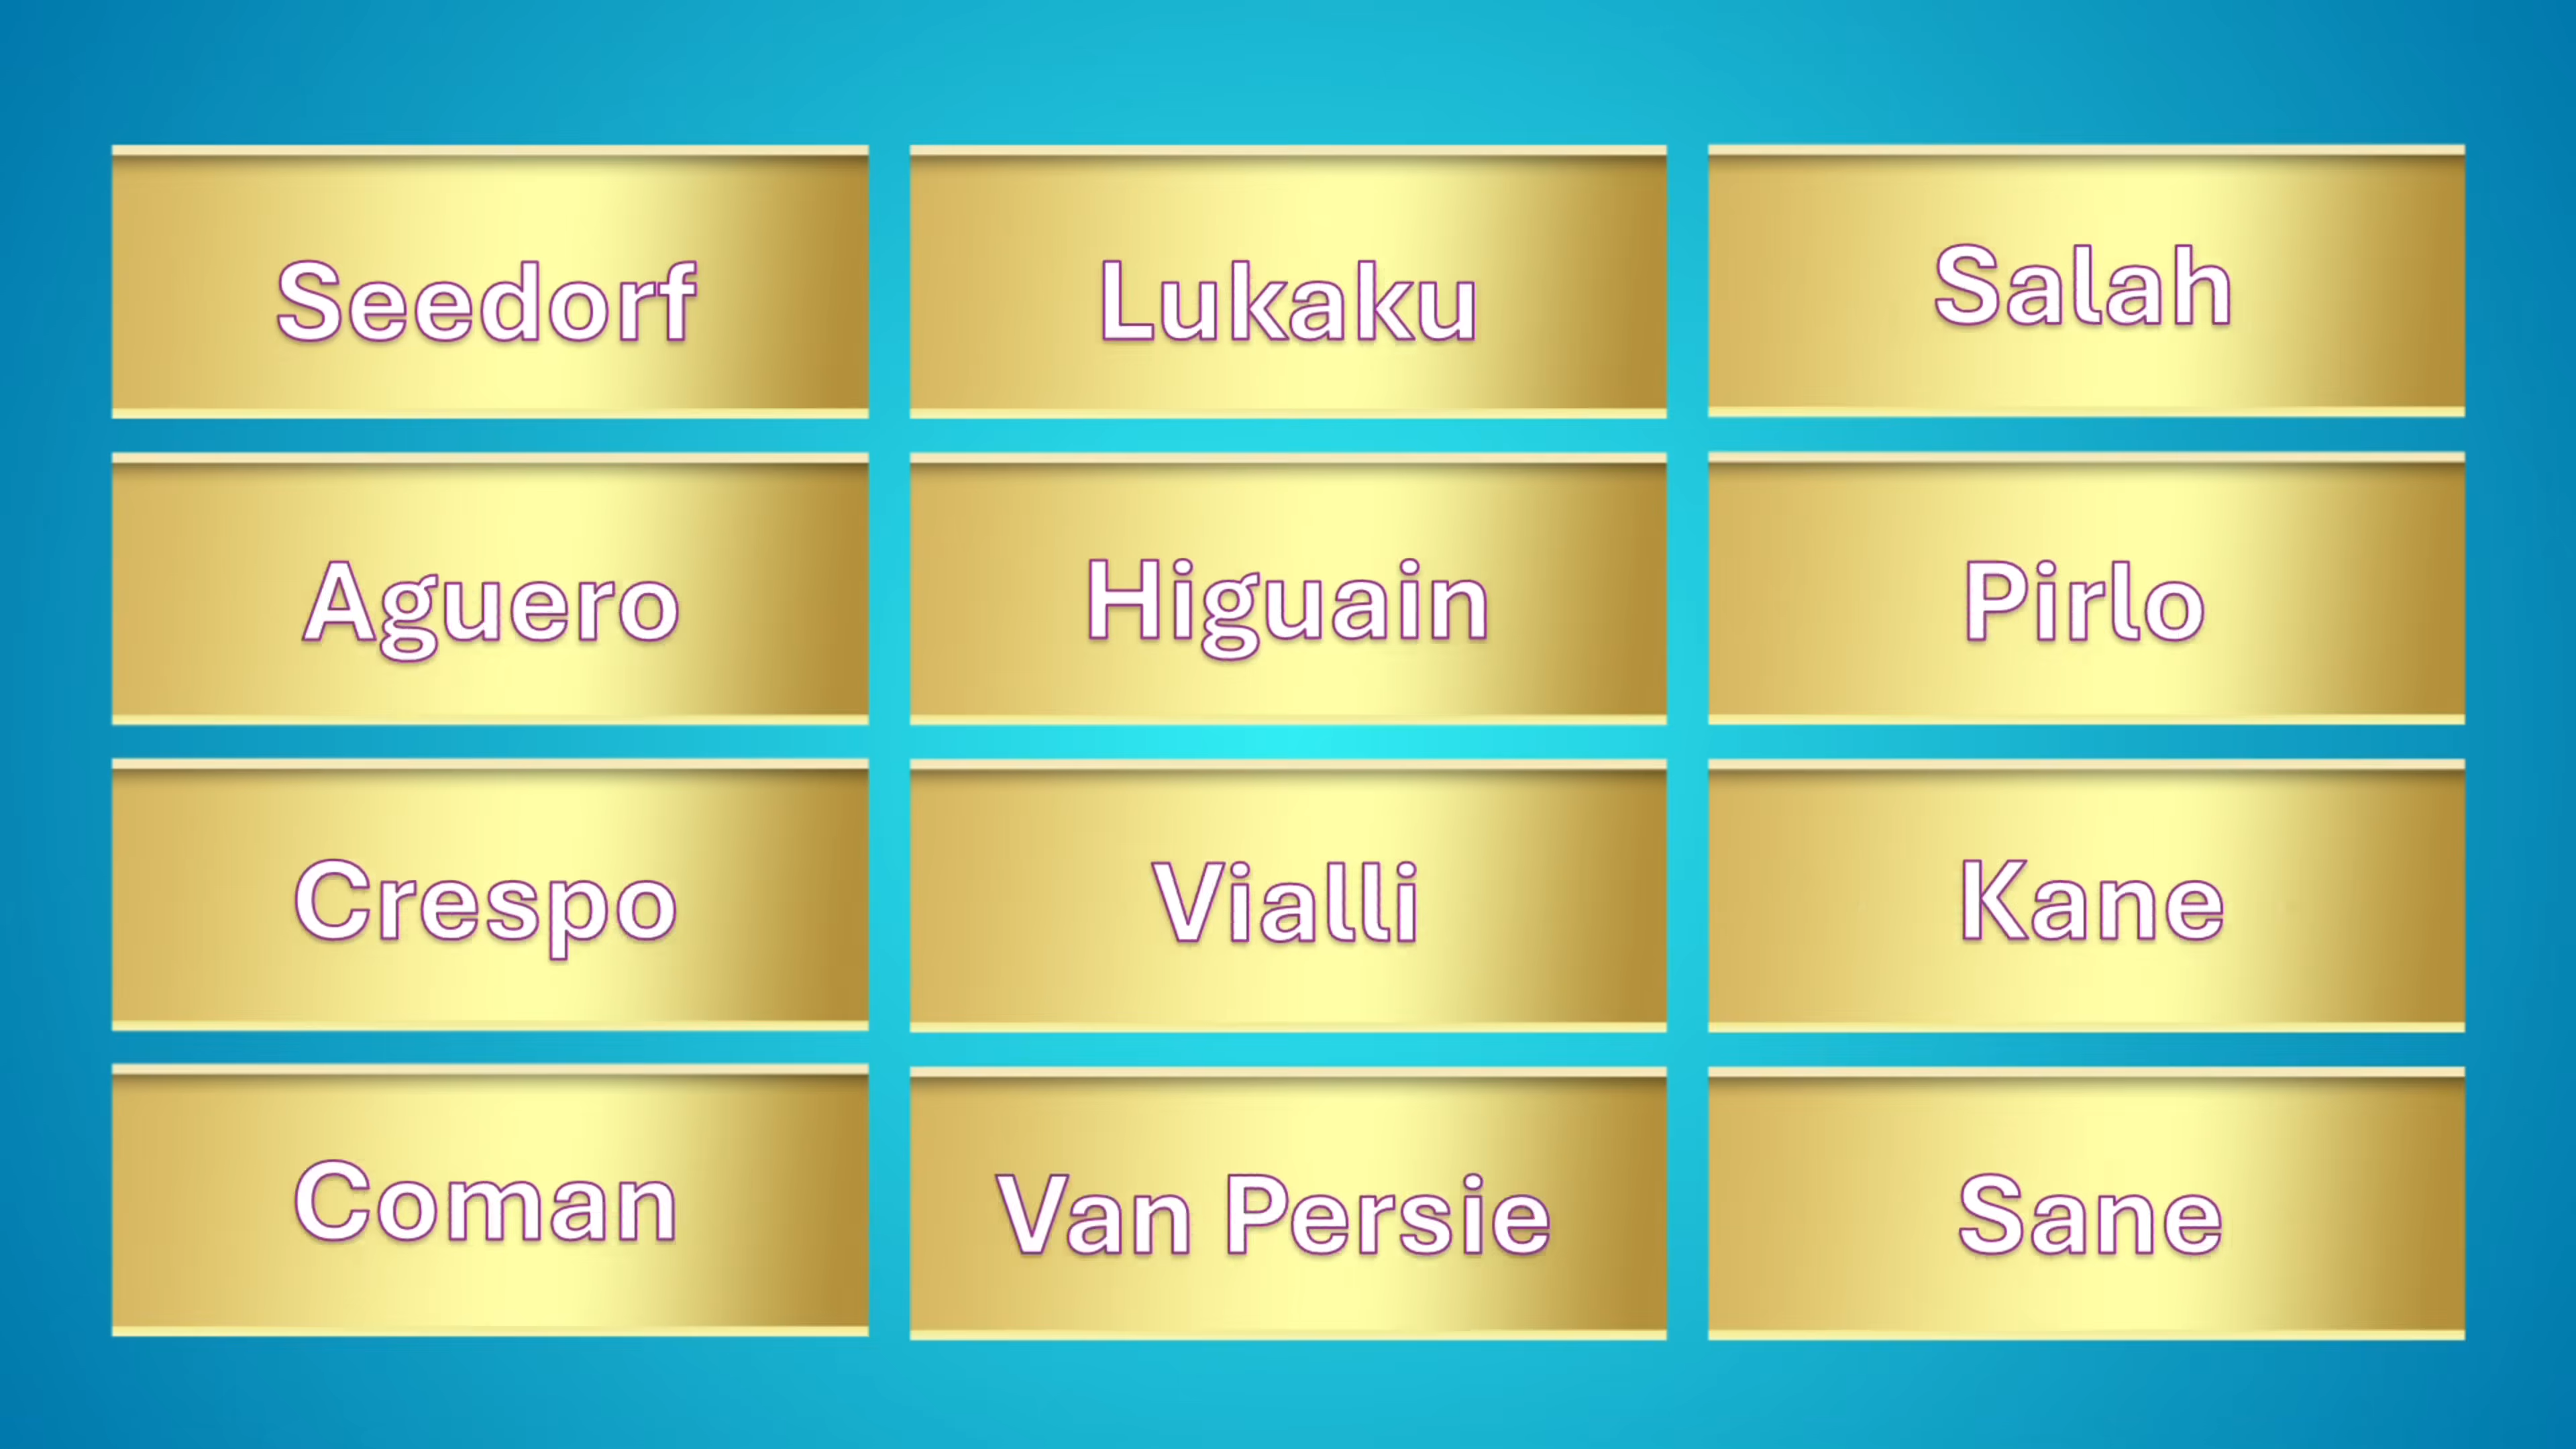 Seedorf
Lukaku
Salah
Aguero
Higuain
Pirlo
Crespo
Vialli
Kane
Coman
Van Persie
Sane